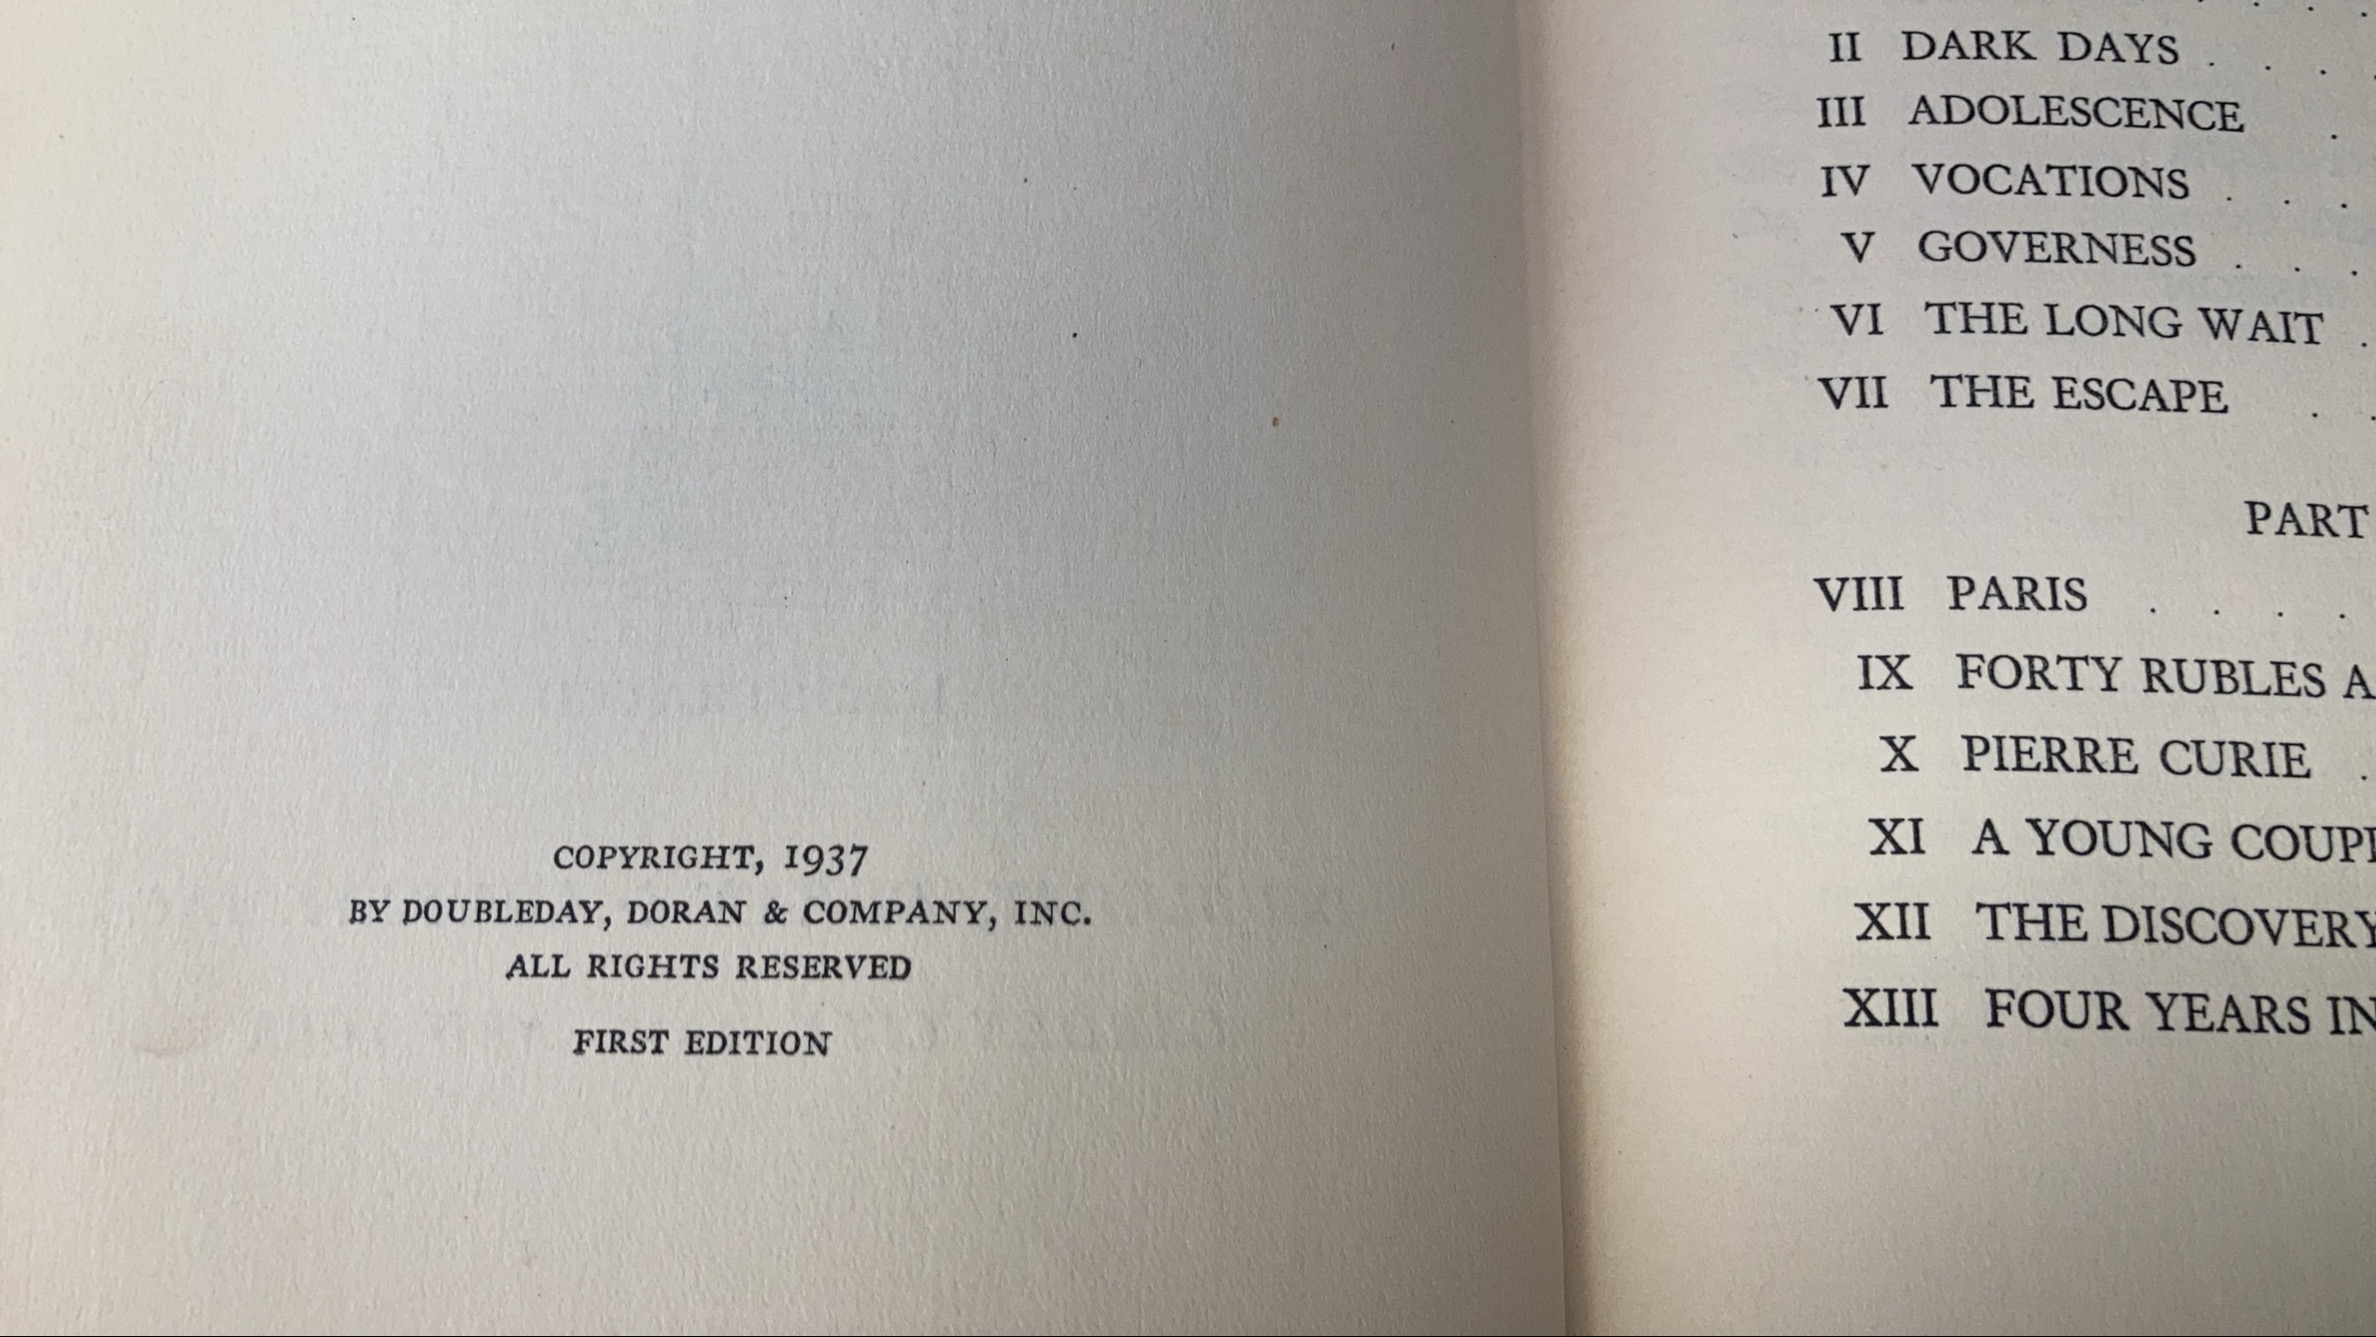 COPYRIGHT, 1937
BY DOUBLEDAY, DORAN & COMPANY, INC.
ALL RIGHTS RESERVED
FIRST EDITION
II DARK DAYS . . .
III ADOLESCENCE .
IV VOCATIONS . . .
V GOVERNESS . . .
VI THE LONG WAIT .
VII THE ESCAPE . .
PART
VIII PARIS . . . .
IX FORTY RUBLES A
X PIERRE CURIE .
XI A YOUNG
XII THE DISCOVERY
XIII FOUR YEARS IN